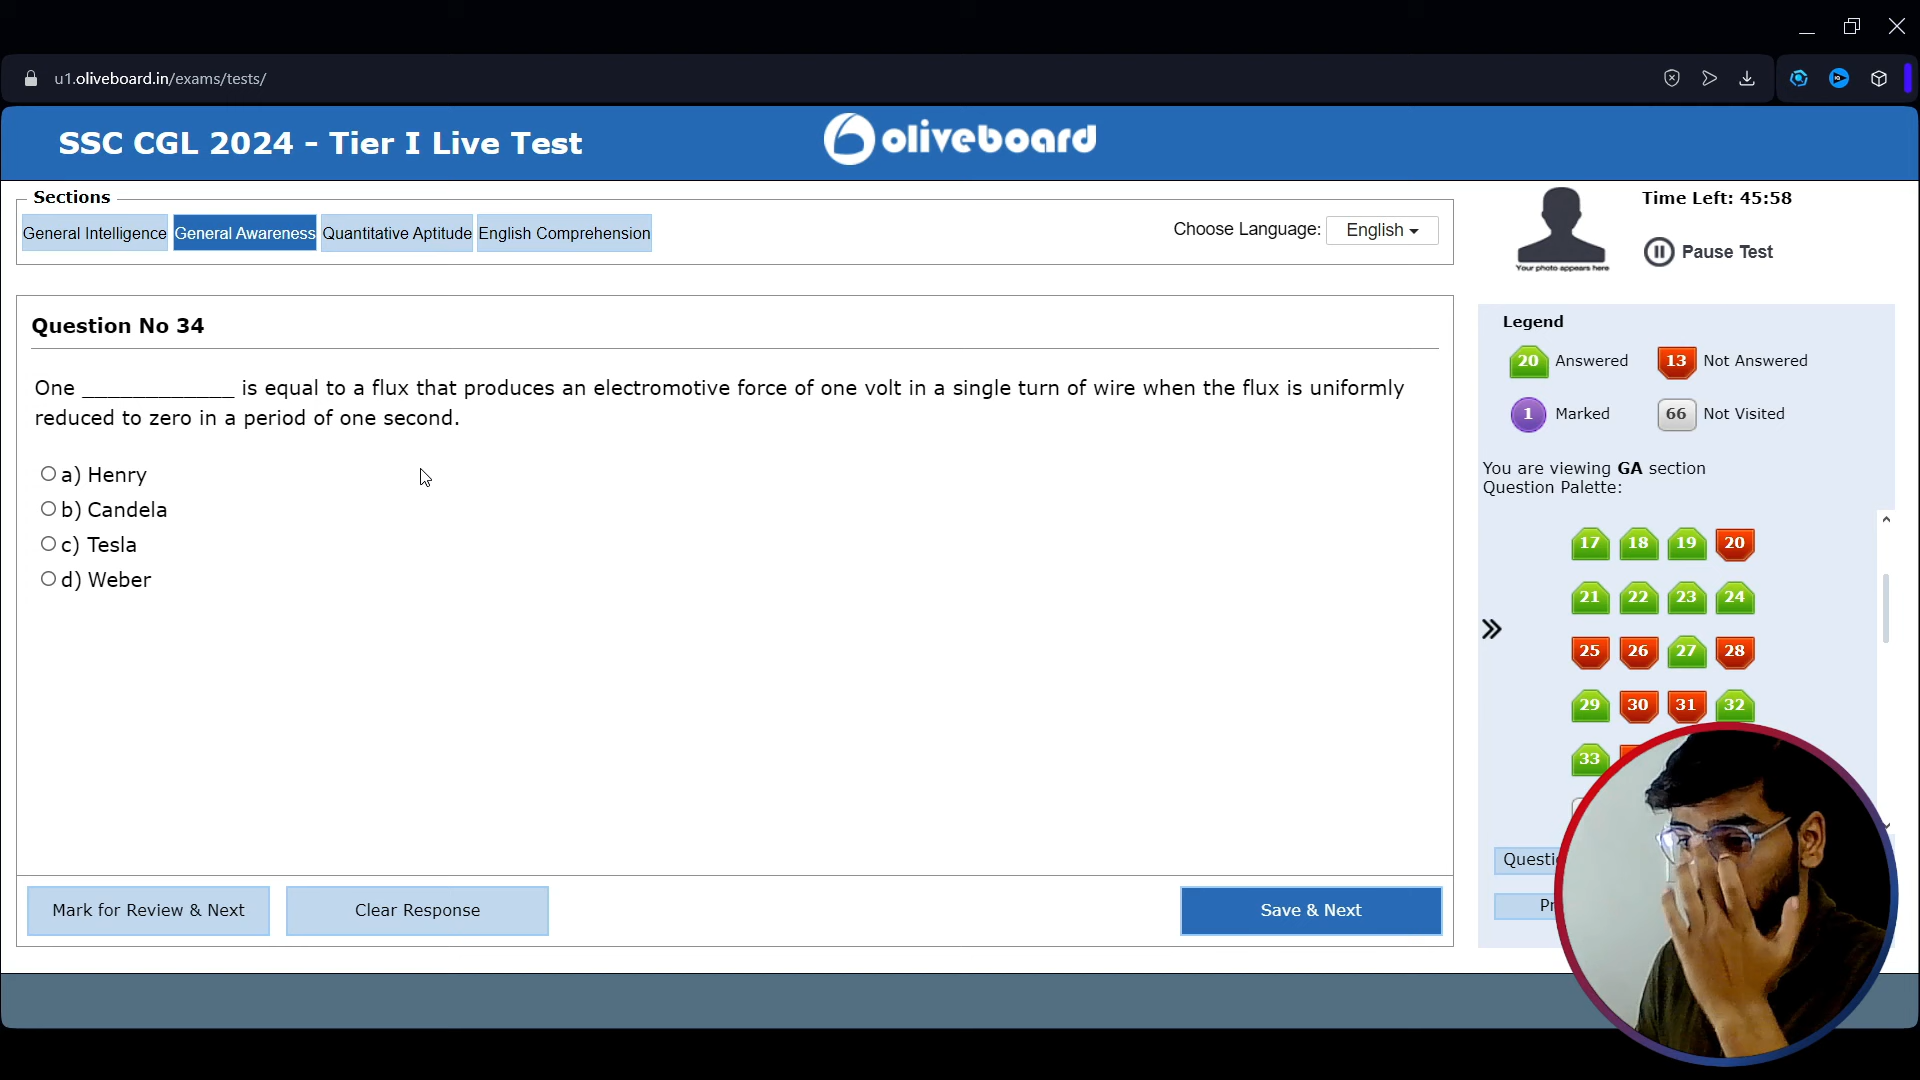 u1.oliveboard.in/exams/tests/
SSC CGL 2024 - Tier I Live Test
oliveboard
Sections
General Intelligence
General Awareness
Quantitative Aptitude
English Comprehension
Choose Language:
English
Your photo appears here
Time Left: 45:58
Pause Test
Question No 34
One ______________ is equal to a flux that produces an electromotive force of one volt in a single turn of wire when the flux is uniformly
reduced to zero in a period of one second.
a) Henry
b) Candela
c) Tesla
d) Weber
Mark for Review & Next
Clear Response
Save & Next
Legend
20 Answered
13 Not Answered
1 Marked
66 Not Visited
You are viewing GA section
Question Palette:
17 18 19 20
21 22 23 24
25 26 27 28
29 30 31 32
33